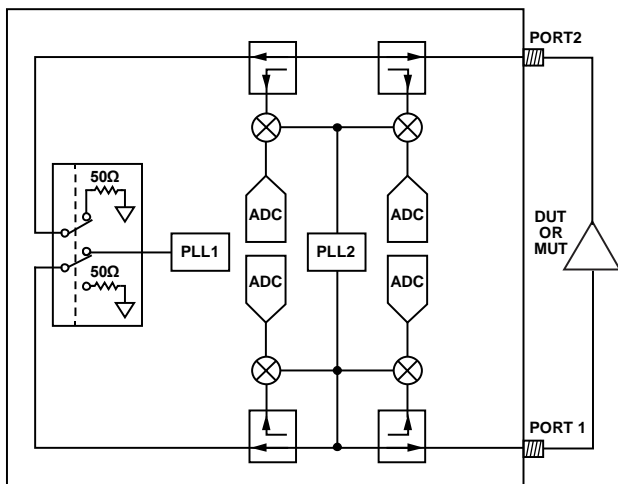 PORT2
50Ω
ADC
ADC
DUT
OR
MUT
PLL1
PLL2
50Ω
ADC
ADC
PORT 1